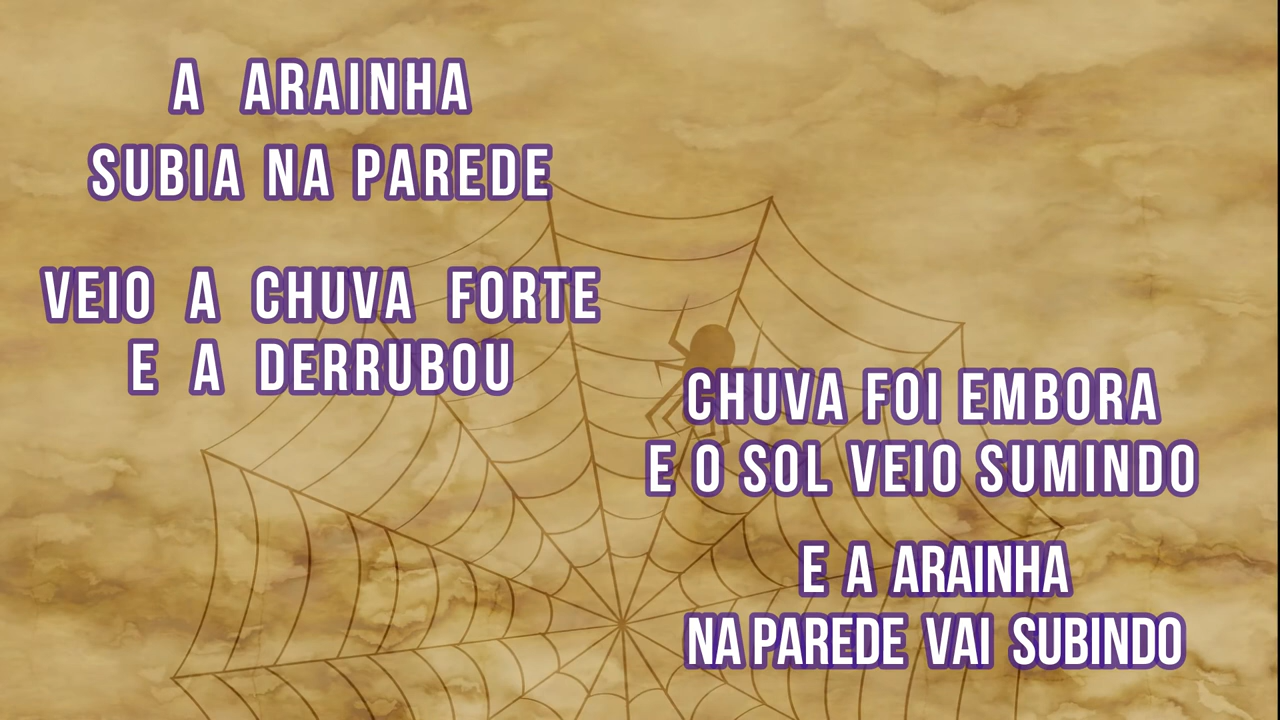 A ARAINHA
SUBIA NA PAREDE
VEIO A CHUVA FORTE
E A DERRUBOU
CHUVA FOI EMBORA
E O SOL VEIO SUMINDO
E A ARAINHA
NA PAREDE VAI SUBINDO